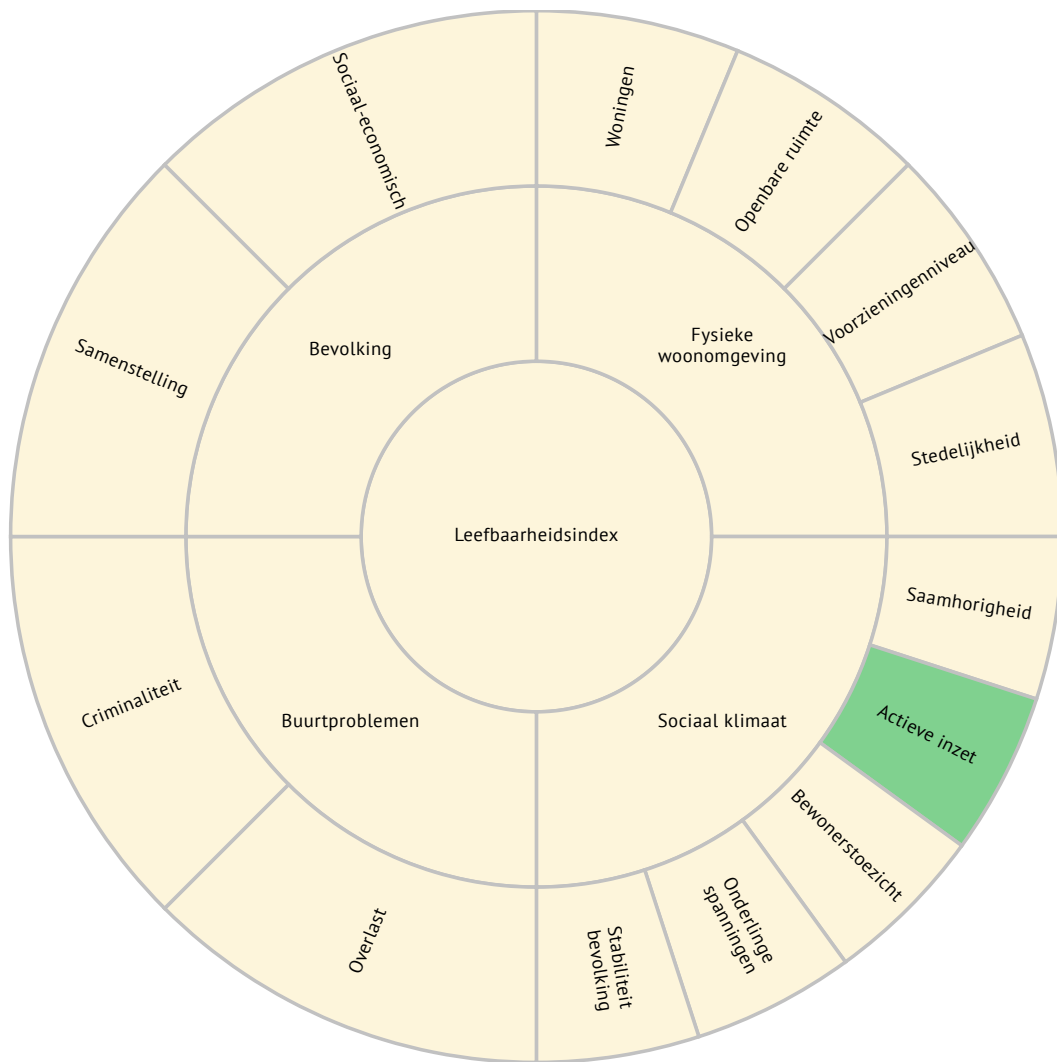 Sociaal-economisch
Woningen
Openbare ruimte
Voorzieningenniveau
Stedelijkheid
Samenstelling
Bevolking
Fysieke
woonomgeving
Leefbaarheidsindex
Saamhorigheid
Actieve inzet
Criminaliteit
Buurtproblemen
Sociaal klimaat
Bewonerstoezicht
Onderlinge
spanningen
Overlast
Stabiliteit
bevolking